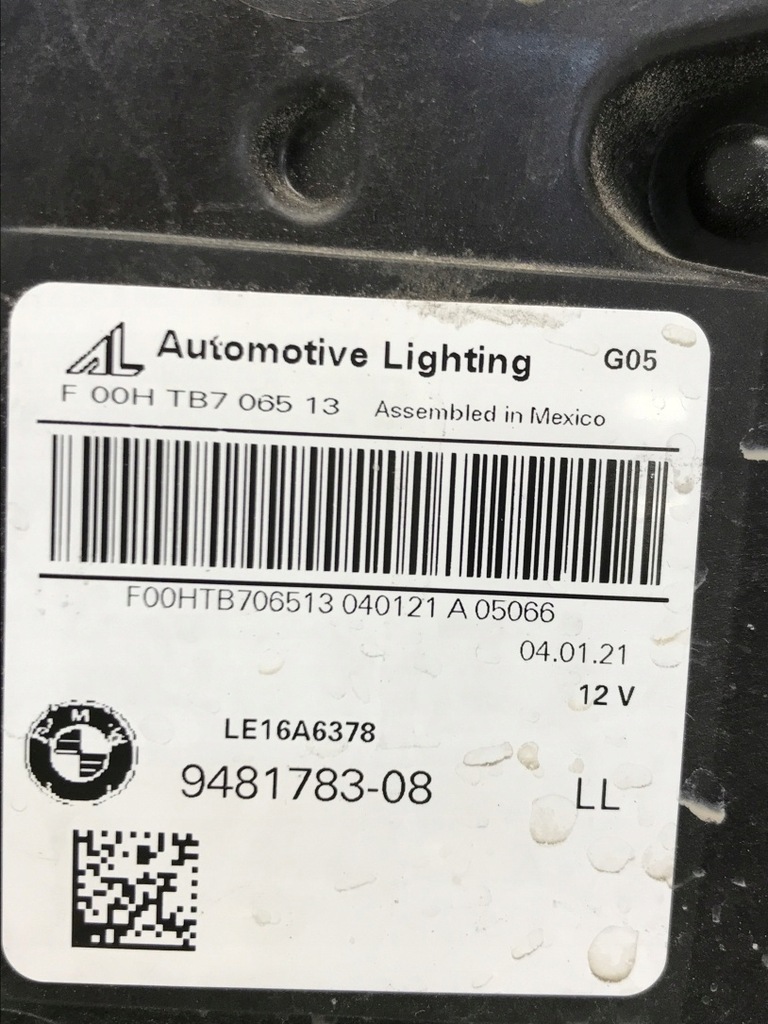 AL Automotive Lighting G05
F 00H TB7 065 13 Assembled in Mexico
F00HTB706513 040121 A 05066
04.01.21
12 V
BMW
LE16A6378
9481783-08 LL